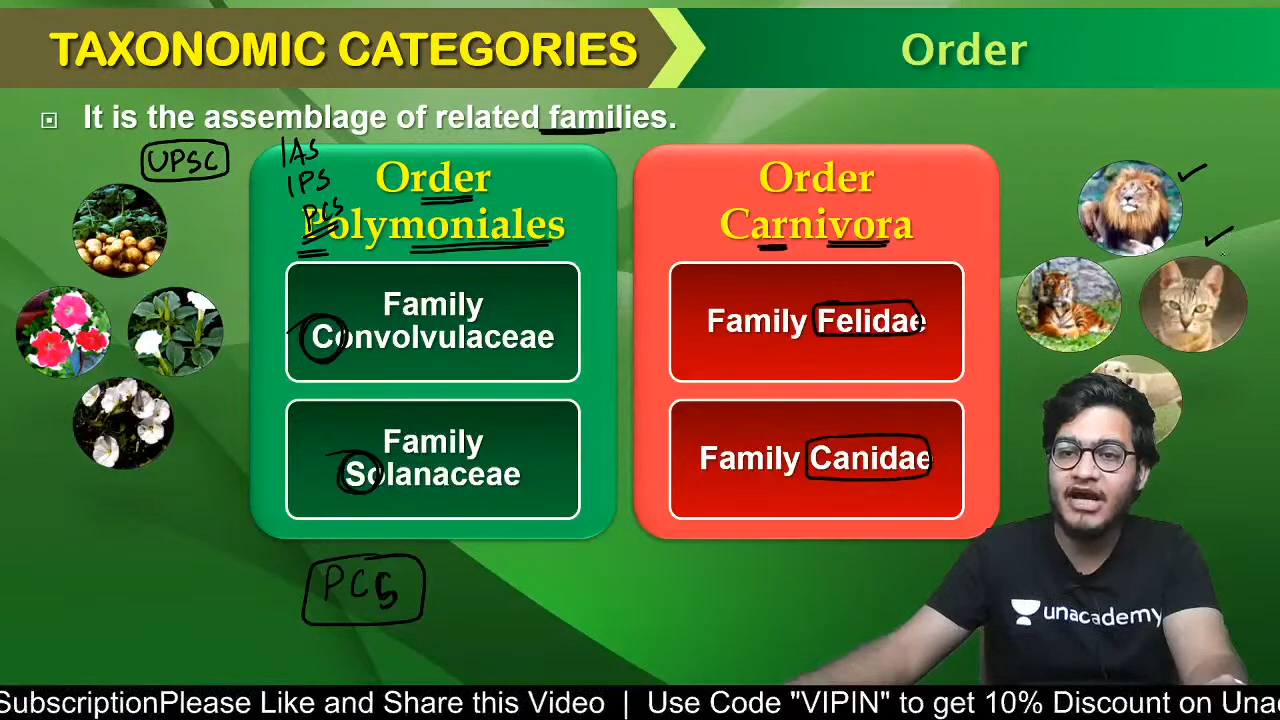 TAXONOMIC CATEGORIES
Order
It is the assemblage of related families.
UPSC
IAS
IPS
PCS
Order
Polymoniales
Family
Convolvulaceae
Family
Solanaceae
PCS
Order
Carnivora
Family Felidae
Family Canidae
unacademy
SubscriptionPlease Like and Share this Video | Use Code "VIPIN" to get 10% Discount on Una